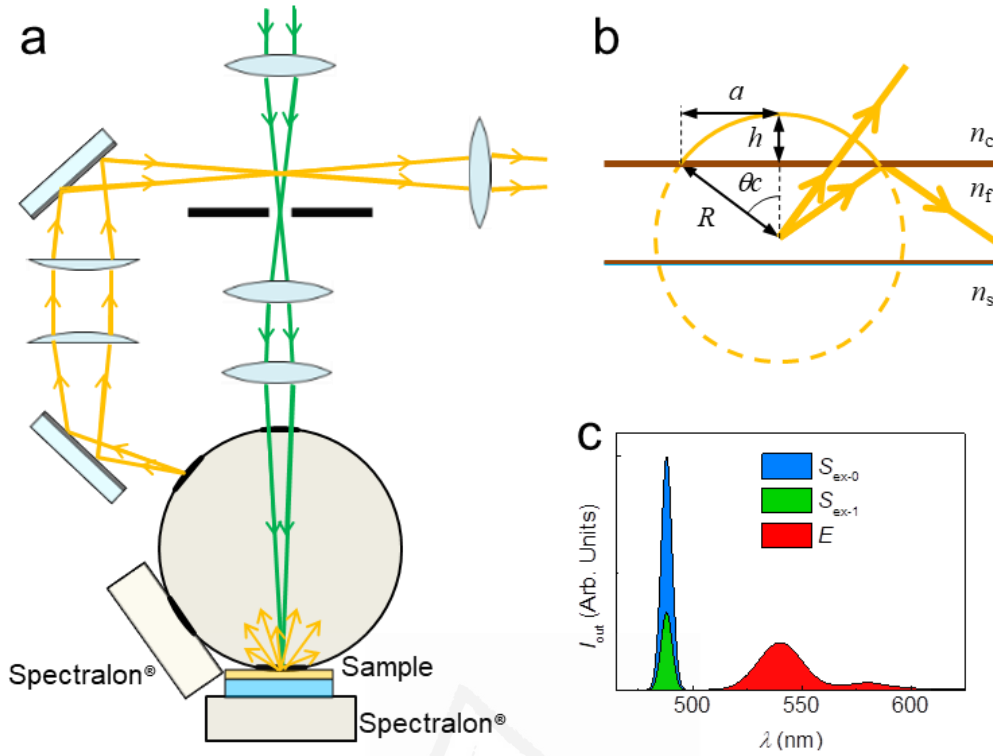 a
Spectralon®
Sample
Spectralon®
b
a
h
n_c
θc
n_f
R
n_s
c
S_ex-0
S_ex-1
E
I_out (Arb. Units)
500
550
600
λ (nm)